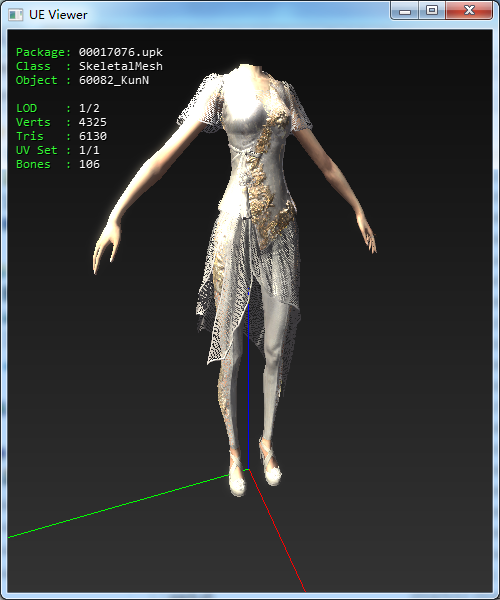 UE Viewer
Package: 00017076.upk
Class  : SkeletalMesh
Object : 60082_KunN
LOD    : 1/2
Verts  : 4325
Tris   : 6130
UV Set : 1/1
Bones  : 106